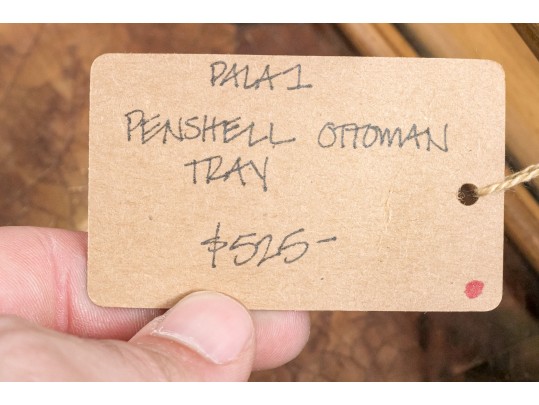 PALA1
PENSHELL OTTOMAN
TRAY
$525-